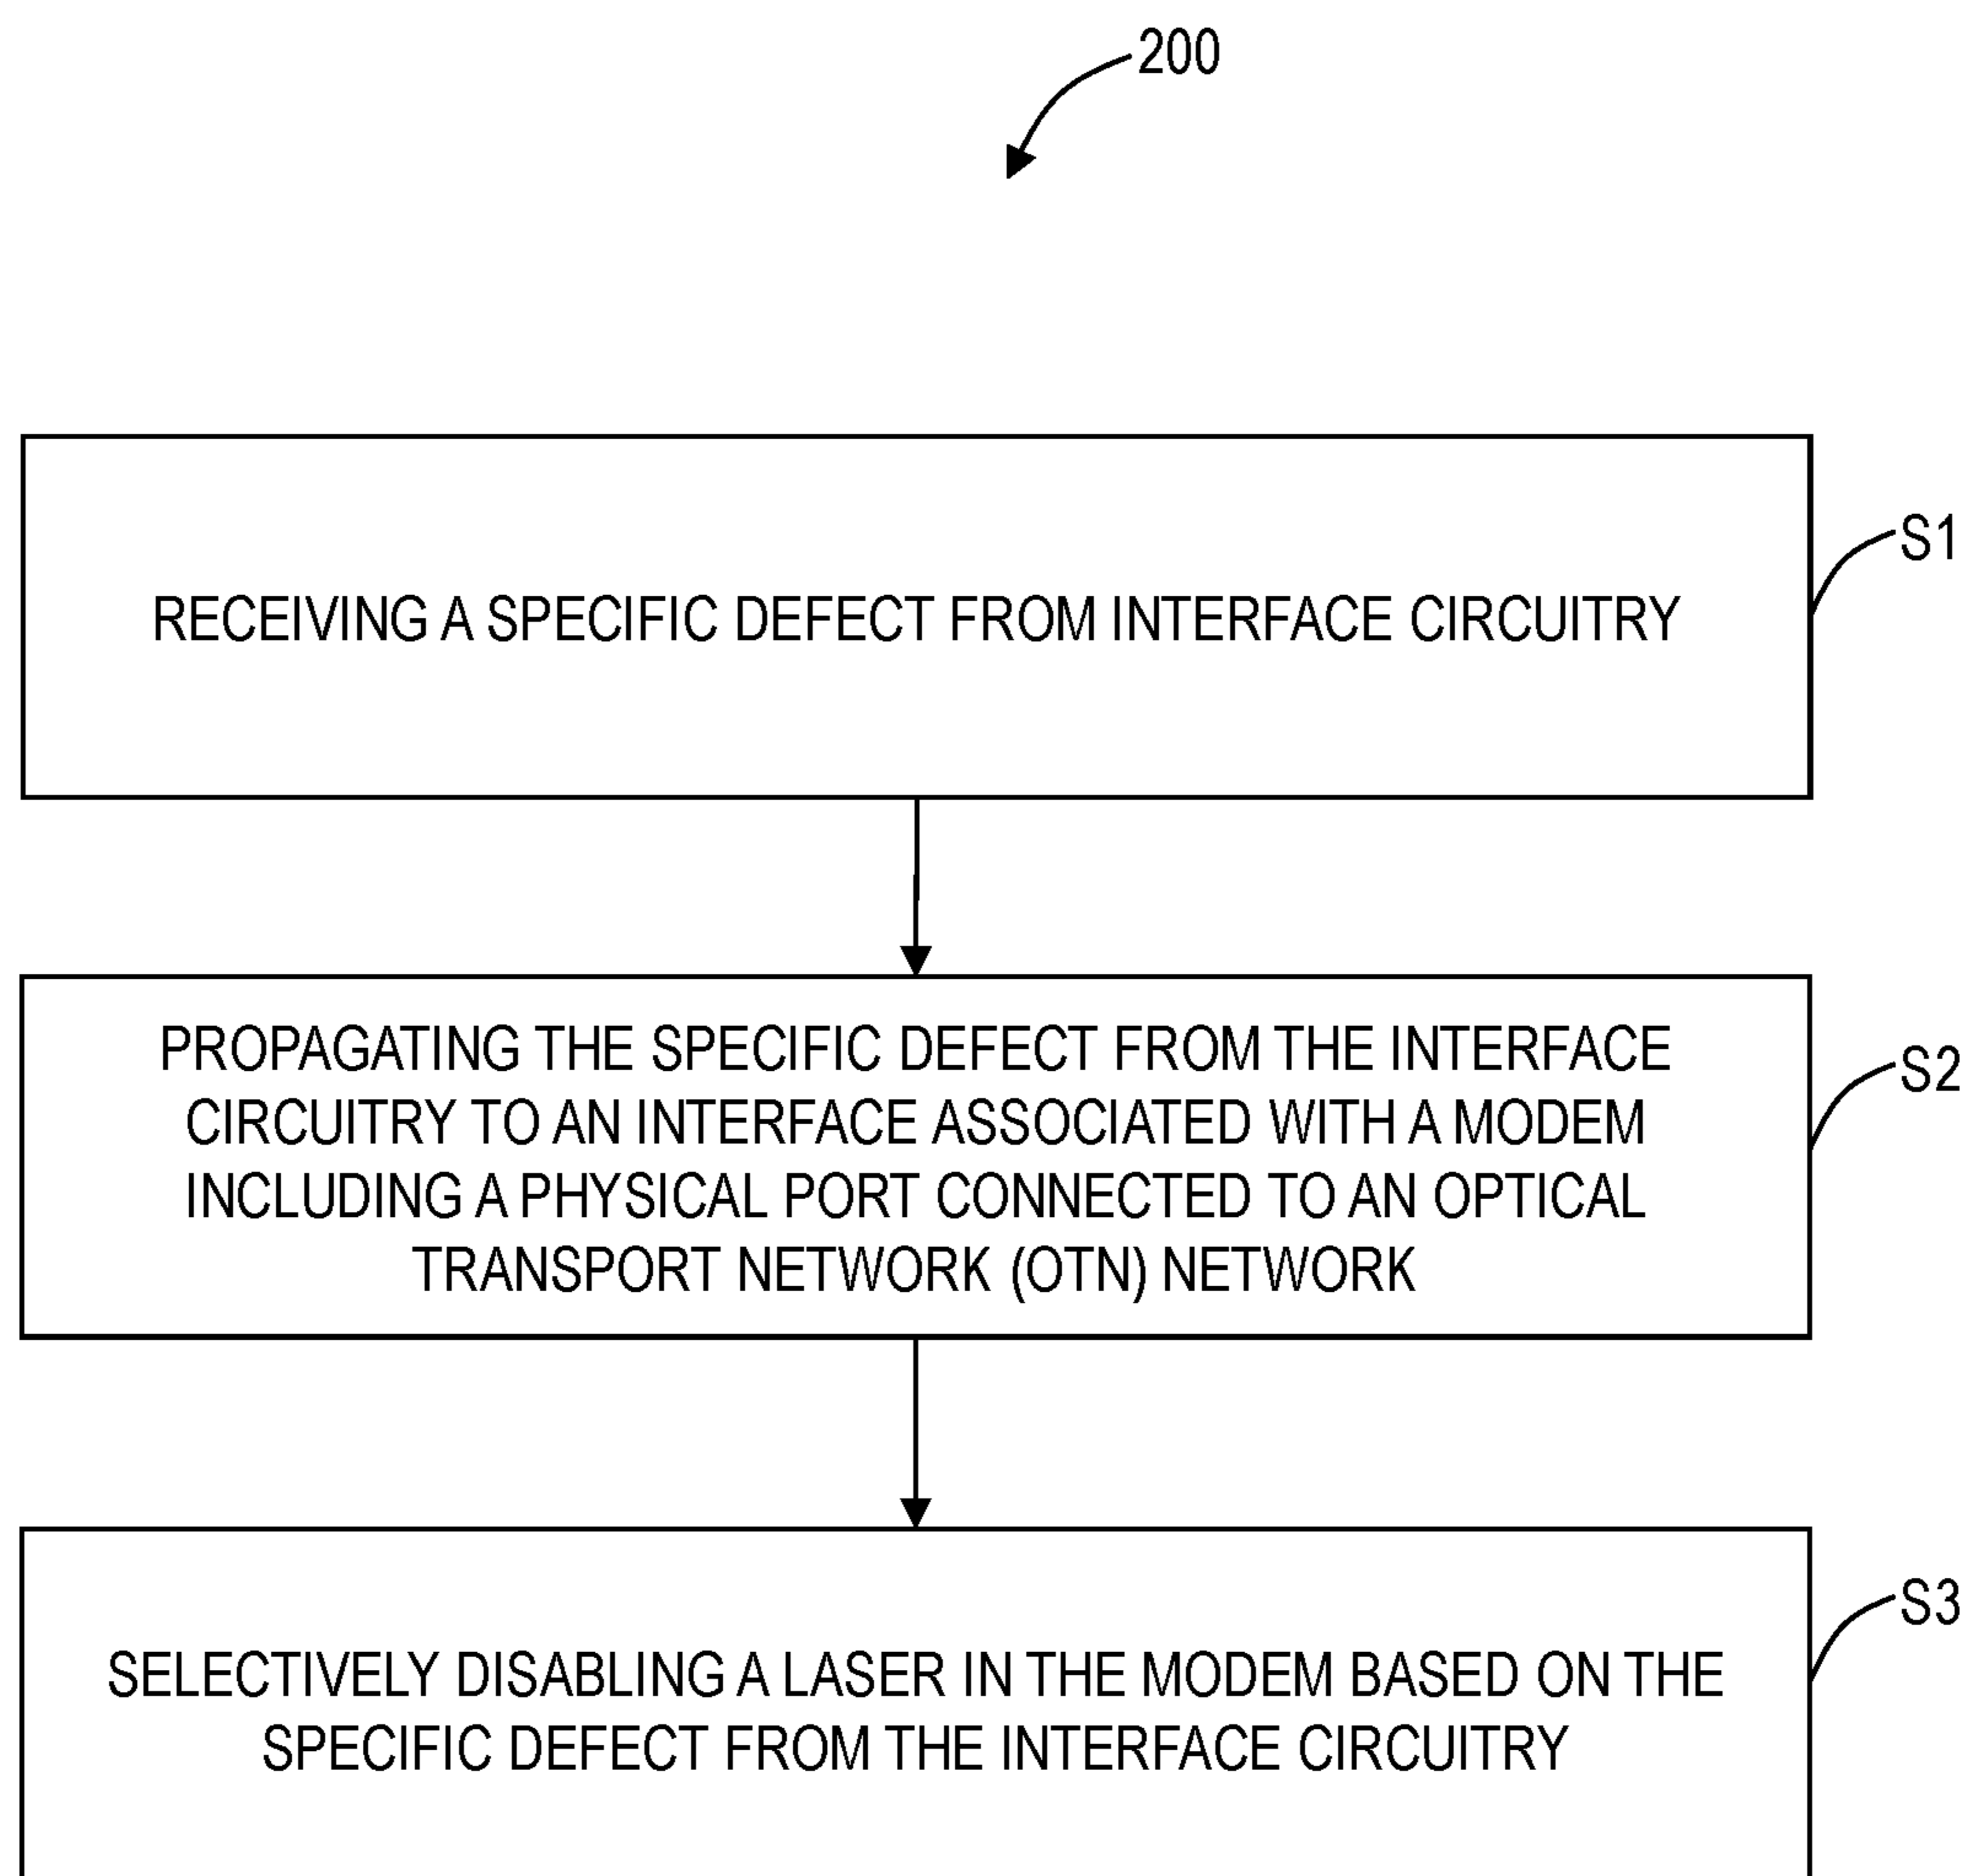 200
RECEIVING A SPECIFIC DEFECT FROM INTERFACE CIRCUITRY
S1
PROPAGATING THE SPECIFIC DEFECT FROM THE INTERFACE
CIRCUITRY TO AN INTERFACE ASSOCIATED WITH A MODEM
INCLUDING A PHYSICAL PORT CONNECTED TO AN OPTICAL
TRANSPORT NETWORK (OTN) NETWORK
S2
SELECTIVELY DISABLING A LASER IN THE MODEM BASED ON THE
SPECIFIC DEFECT FROM THE INTERFACE CIRCUITRY
S3